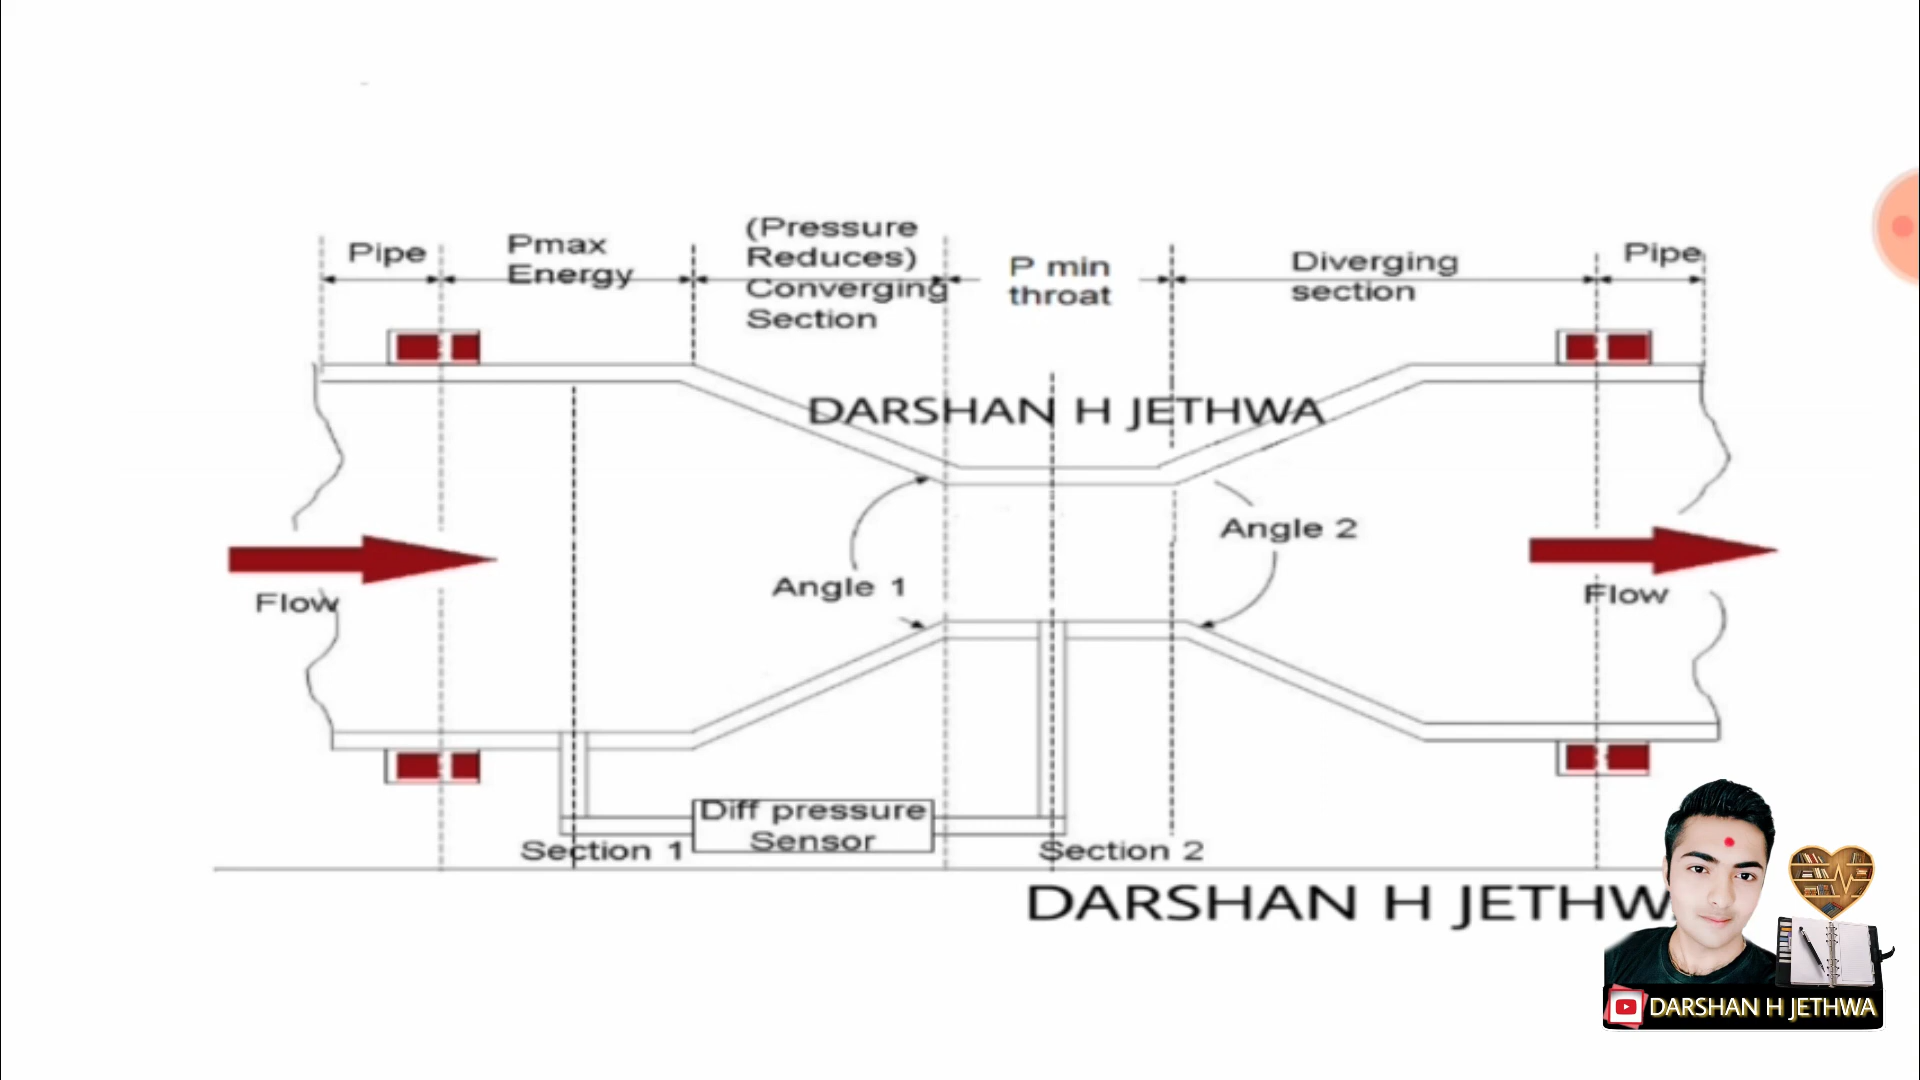 Pipe
Pmax
Energy
(Pressure
Reduces)
Converging
Section
P min
throat
Diverging
section
Pipe
DARSHAN H JETHWA
Angle 2
Angle 1
Flow
Flow
Diff pressure
Sensor
Section 1
Section 2
DARSHAN H JETHW
DARSHAN H JETHWA